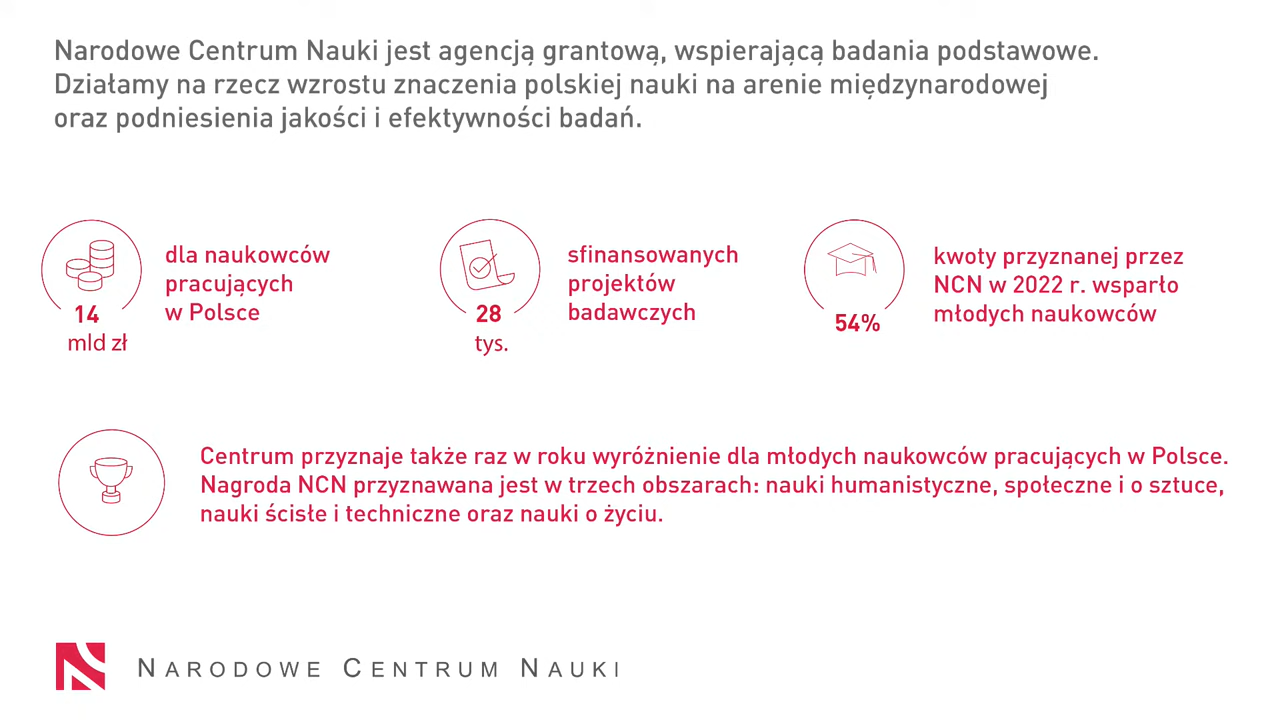 Narodowe Centrum Nauki jest agencją grantową, wspierającą badania podstawowe.
Działamy na rzecz wzrostu znaczenia polskiej nauki na arenie międzynarodowej
oraz podniesienia jakości i efektywności badań.
14
mld zł
dla naukowców
pracujących
w Polsce
28
tys.
sfinansowanych
projektów
badawczych
54%
kwoty przyznanej przez
NCN w 2022 r. wsparło
młodych naukowców
Centrum przyznaje także raz w roku wyróżnienie dla młodych naukowców pracujących w Polsce.
Nagroda NCN przyznawana jest w trzech obszarach: nauki humanistyczne, społeczne i o sztuce,
nauki ścisłe i techniczne oraz nauki o życiu.
NARODOWE CENTRUM NAUKI